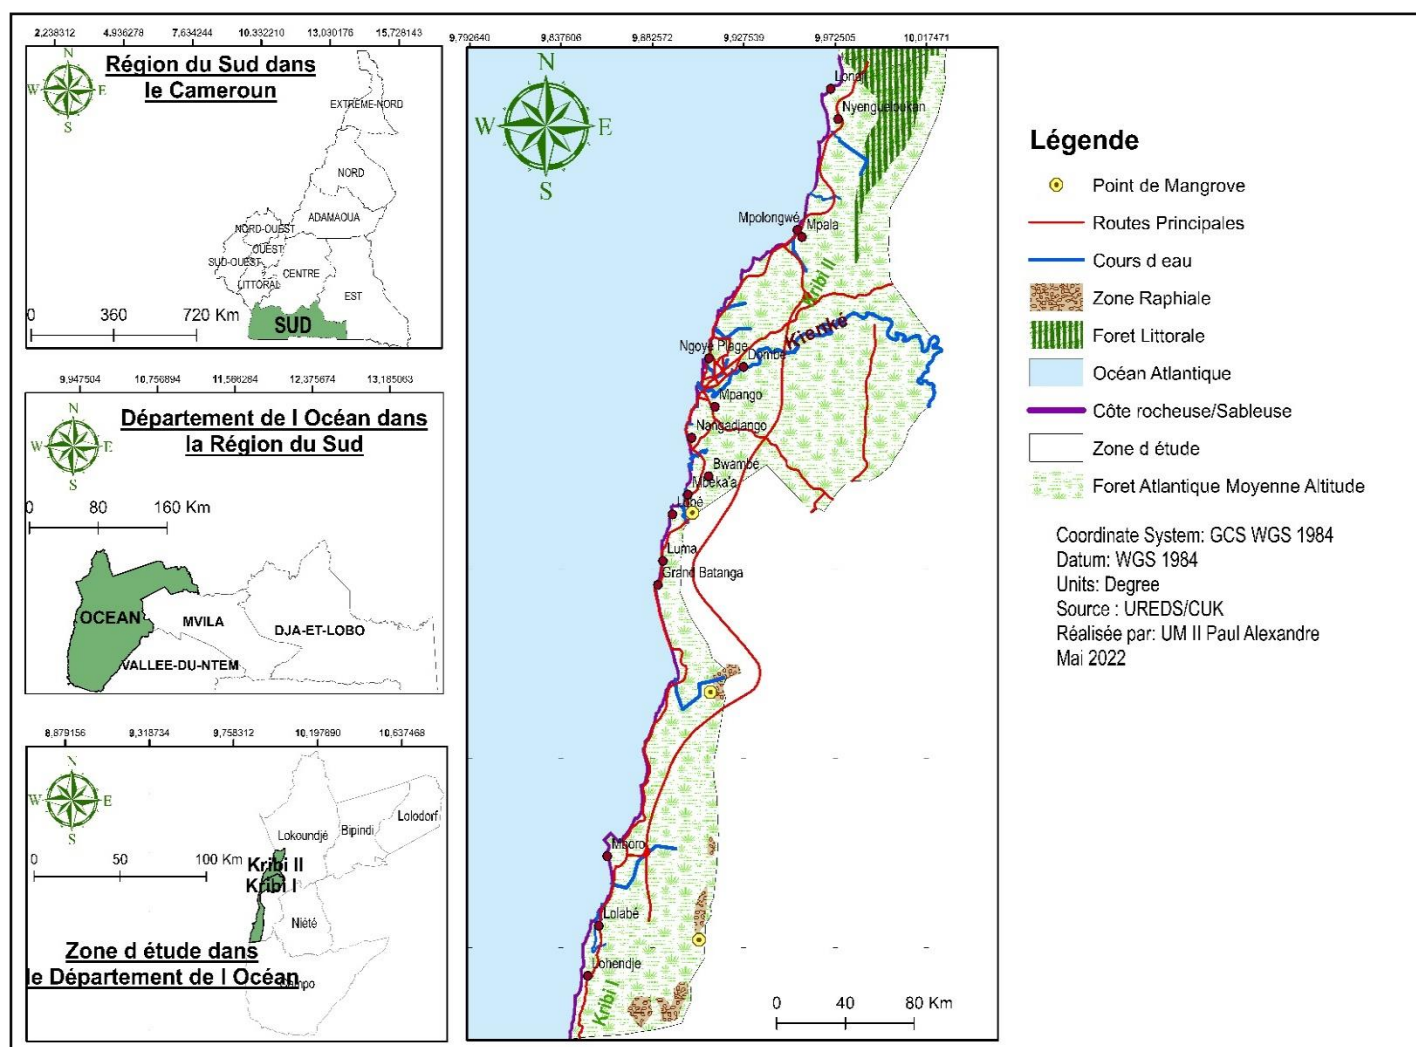 2,238312 4,936278 7,634244 10,332210 13,030176 15,728143
Région du Sud dans
le Cameroun
N
W E
S
EXTREME-NORD
NORD
ADAMAOUA
NORD-OUEST
OUEST
SUD-OUEST
CENTRE
LITTORAL
EST
SUD
0 360 720 Km
9,947504 10,756894 11,566284 12,375674 13,185063
Département de l Océan dans
la Région du Sud
N
W E
S
0 80 160 Km
OCEAN
MVILA
DJA-ET-LOBO
VALLEE-DU-NTEM
8,879156 9,318734 9,758312 10,197890 10,637468
N
W E
S
Lolodorf
Bipindi
Lokoundjé
0 50 100 Km
Kribi II
Kribi I
Niété
Zone d étude dans
le Département de l Océan
9,792640 9,837606 9,882572 9,927539 9,972505 10,017471
N
W E
S
Nyengueloukan
Mpolongwé
Mpala
Kribi II
Kienké
Ngoyé Plage
Dombé
Mpango
Nangadjango
Bwambé
Mbeka'a
Lobé
Luma
Grand Batanga
Mboro
Lolabé
Lohendje
Kribi I
0 40 80 Km
Légende
Point de Mangrove
Routes Principales
Cours d eau
Zone Raphiale
Foret Littorale
Océan Atlantique
Côte rocheuse/Sableuse
Zone d étude
Foret Atlantique Moyenne Altitude
Coordinate System: GCS WGS 1984
Datum: WGS 1984
Units: Degree
Source : UREDS/CUK
Réalisée par: UM II Paul Alexandre
Mai 2022